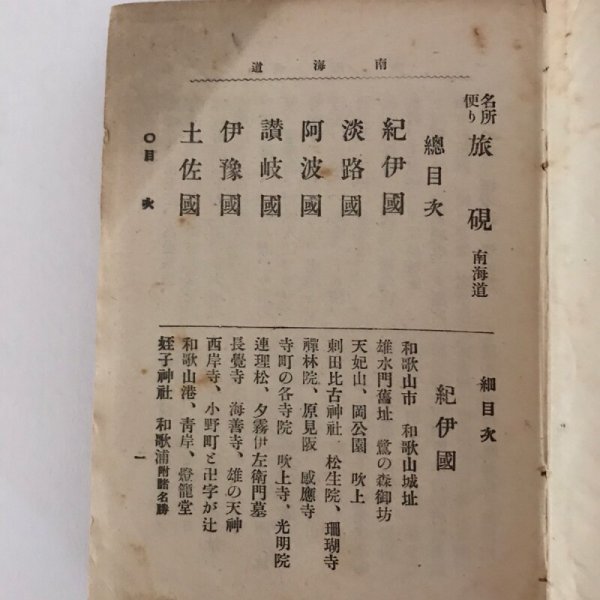 南海道
名所便り 旅硯 南海道
總目次
紀伊國
淡路國
阿波國
讃岐國
伊豫國
土佐國
〇目次
細目次
紀伊國
和歌山市 和歌山城址
雄水門舊址 鷺の森御坊
天妃山、岡公園 吹上
刺田比古神社、松生院、珊瑚寺
禪林院、原見阪 感應寺
寺町の各寺院 吹上寺、光明院
連理松、夕霧伊左衛門墓
長覺寺 海善寺、雄の天神
西岸寺、小野町と卍字が辻
和歌山港、靑岸、燈籠堂
蛭子神社 和歌浦附諸名勝
一